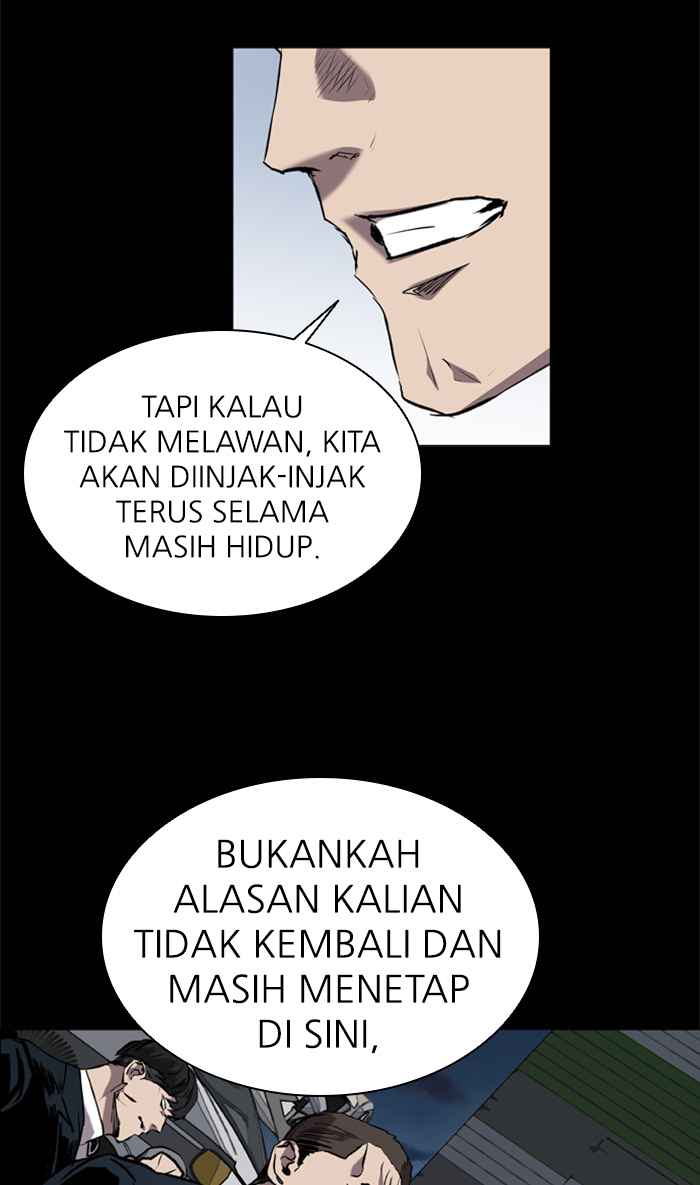 TAPI KALAU
TIDAK MELAWAN, KITA
AKAN DIINJAK-INJAK
TERUS SELAMA
MASIH HIDUP.
BUKANKAH
ALASAN KALIAN
TIDAK KEMBALI DAN
MASIH MENETAP
DI SINI,